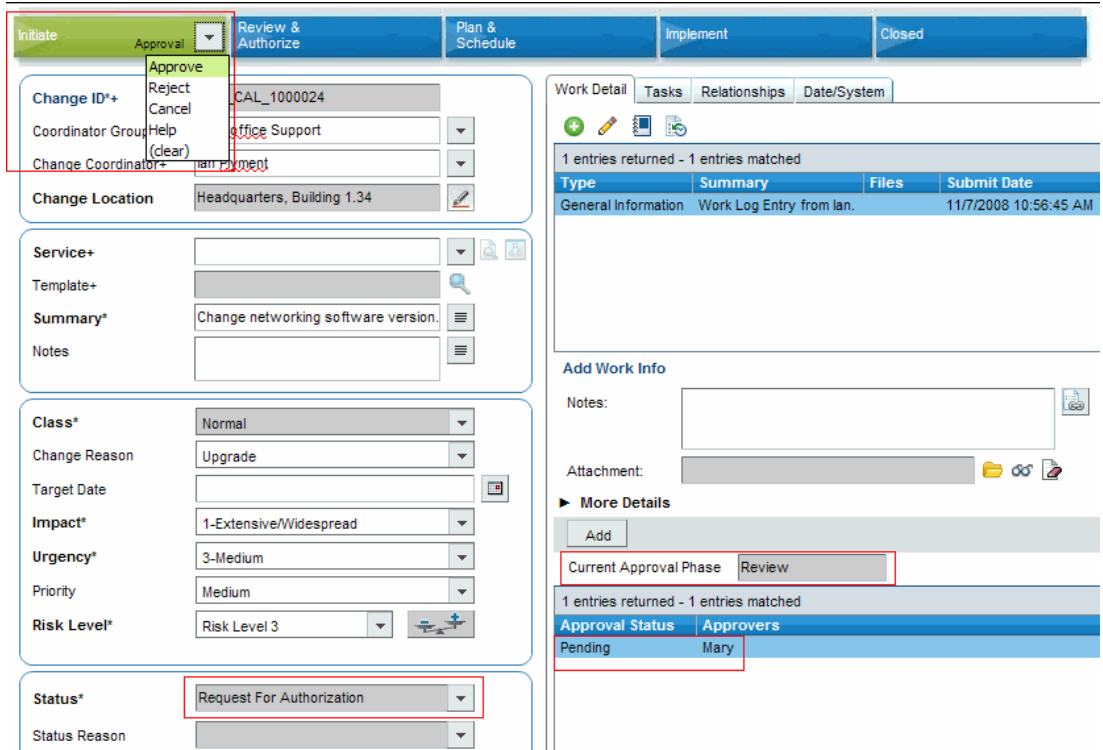 Initiate
Approval
Review &
Authorize
Plan &
Schedule
Implement
Closed
Approve
Reject
Cancel
Help
(clear)
Change ID*+
_CAL_1000024
Coordinator Group
office Support
Change Coordinator+
Ian Plyment
Change Location
Headquarters, Building 1.34
Service+
Template+
Summary*
Change networking software version.
Notes
Class*
Normal
Change Reason
Upgrade
Target Date
Impact*
1-Extensive/Widespread
Urgency*
3-Medium
Priority
Medium
Risk Level*
Risk Level 3
Status*
Request For Authorization
Status Reason
Work Detail
Tasks
Relationships
Date/System
1 entries returned - 1 entries matched
Type Summary Files Submit Date
General Information Work Log Entry from Ian. 11/7/2008 10:56:45 AM
Add Work Info
Notes:
Attachment:
More Details
Add
Current Approval Phase
Review
1 entries returned - 1 entries matched
Approval Status Approvers
Pending Mary